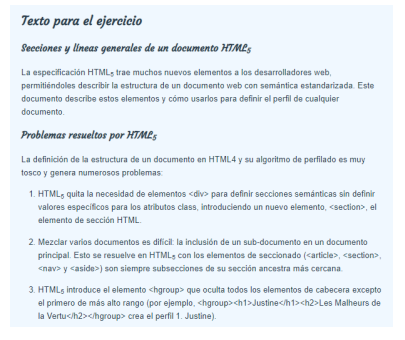 Texto para el ejercicio
Secciones y líneas generales de un documento HTML5
La especificación HTML5 trae muchos nuevos elementos a los desarrolladores web,
permitiéndoles describir la estructura de un documento web con semántica estandarizada. Este
documento describe estos elementos y cómo usarlos para definir el perfil de cualquier
documento.
Problemas resueltos por HTML5
La definición de la estructura de un documento en HTML4 y su algoritmo de perfilado es muy
tosco y genera numerosos problemas:
1. HTML5 quita la necesidad de elementos <div> para definir secciones semánticas sin definir
valores específicos para los atributos class, introduciendo un nuevo elemento, <section>, el
elemento de sección HTML.
2. Mezclar varios documentos es difícil: la inclusión de un sub-documento en un documento
principal. Esto se resuelve en HTML5 con los elementos de seccionado (<article>, <section>,
<nav> y <aside>) son siempre subsecciones de su sección ancestra más cercana.
3. HTML5 introduce el elemento <hgroup> que oculta todos los elementos de cabecera excepto
el primero de más alto rango (por ejemplo, <hgroup><h1>Justine</h1><h2>Les Malheurs de
la Vertu</h2></hgroup> crea el perfil 1. Justine).